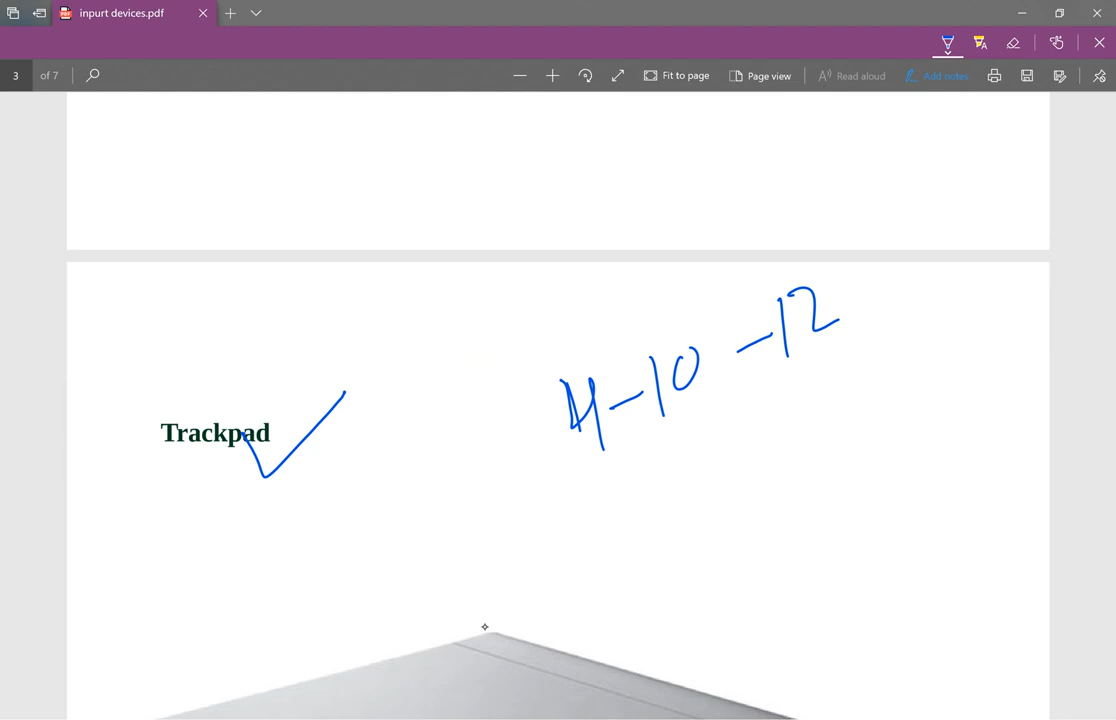 inpurt devices.pdf
3 of 7 Fit to page Page view Read aloud Add notes
4-10-12
Trackpad